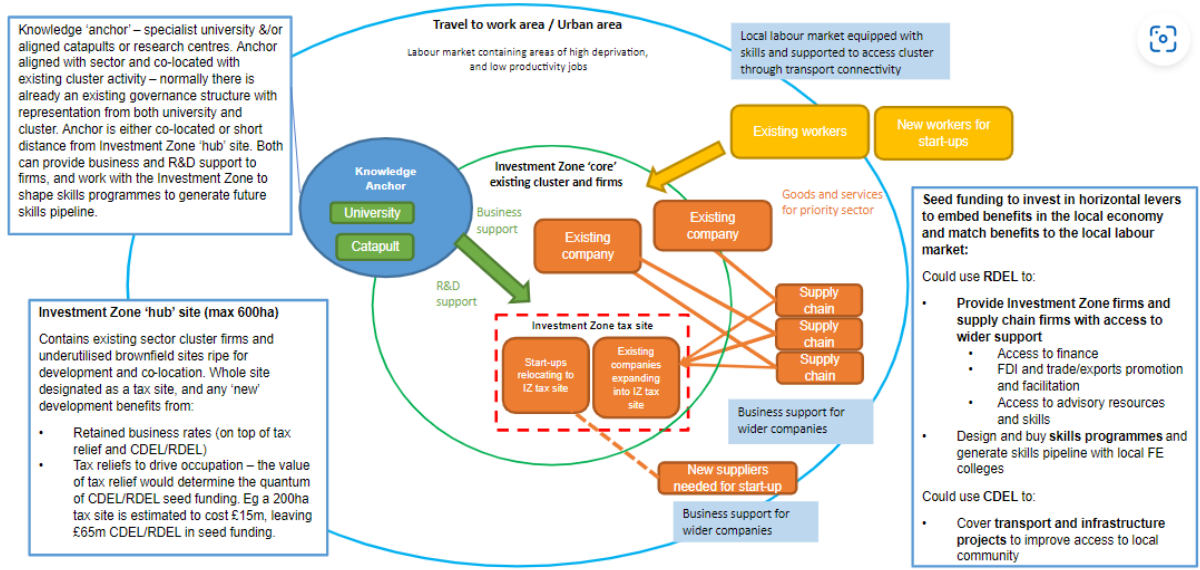 Knowledge 'anchor' – specialist university &/or
aligned catapults or research centres. Anchor
aligned with sector and co-located with
existing cluster activity – normally there is
already an existing governance structure with
representation from both university and
cluster. Anchor is either co-located or short
distance from Investment Zone 'hub' site. Both
can provide business and R&D support to
firms, and work with the Investment Zone to
shape skills programmes to generate future
skills pipeline.
Travel to work area / Urban area
Labour market containing areas of high deprivation,
and low productivity jobs
Local labour market equipped with
skills and supported to access cluster
through transport connectivity
Existing workers
New workers for
start-ups
Knowledge
Anchor
University
Catapult
Investment Zone 'core'
existing cluster and firms
Business
support
R&D
support
Goods and services
for priority sector
Existing
company
Existing
company
Supply
chain
Supply
chain
Supply
chain
Investment Zone tax site
Start-ups
relocating to
IZ tax site
Existing
companies
expanding
into IZ tax
site
Business support for
wider companies
New suppliers
needed for start-up
Business support for
wider companies
Investment Zone 'hub' site (max 600ha)
Contains existing sector cluster firms and
underutilised brownfield sites ripe for
development and co-location. Whole site
designated as a tax site, and any 'new'
development benefits from:
• Retained business rates (on top of tax
relief and CDEL/RDEL)
• Tax reliefs to drive occupation – the value
of tax relief would determine the quantum
of CDEL/RDEL seed funding. Eg a 200ha
tax site is estimated to cost £15m, leaving
£65m CDEL/RDEL in seed funding.
Seed funding to invest in horizontal levers
to embed benefits in the local economy
and match benefits to the local labour
market:
Could use RDEL to:
• Provide Investment Zone firms and
supply chain firms with access to
wider support
• Access to finance
• FDI and trade/exports promotion
and facilitation
• Access to advisory resources
and skills
• Design and buy skills programmes and
generate skills pipeline with local FE
colleges
Could use CDEL to:
• Cover transport and infrastructure
projects to improve access to local
community